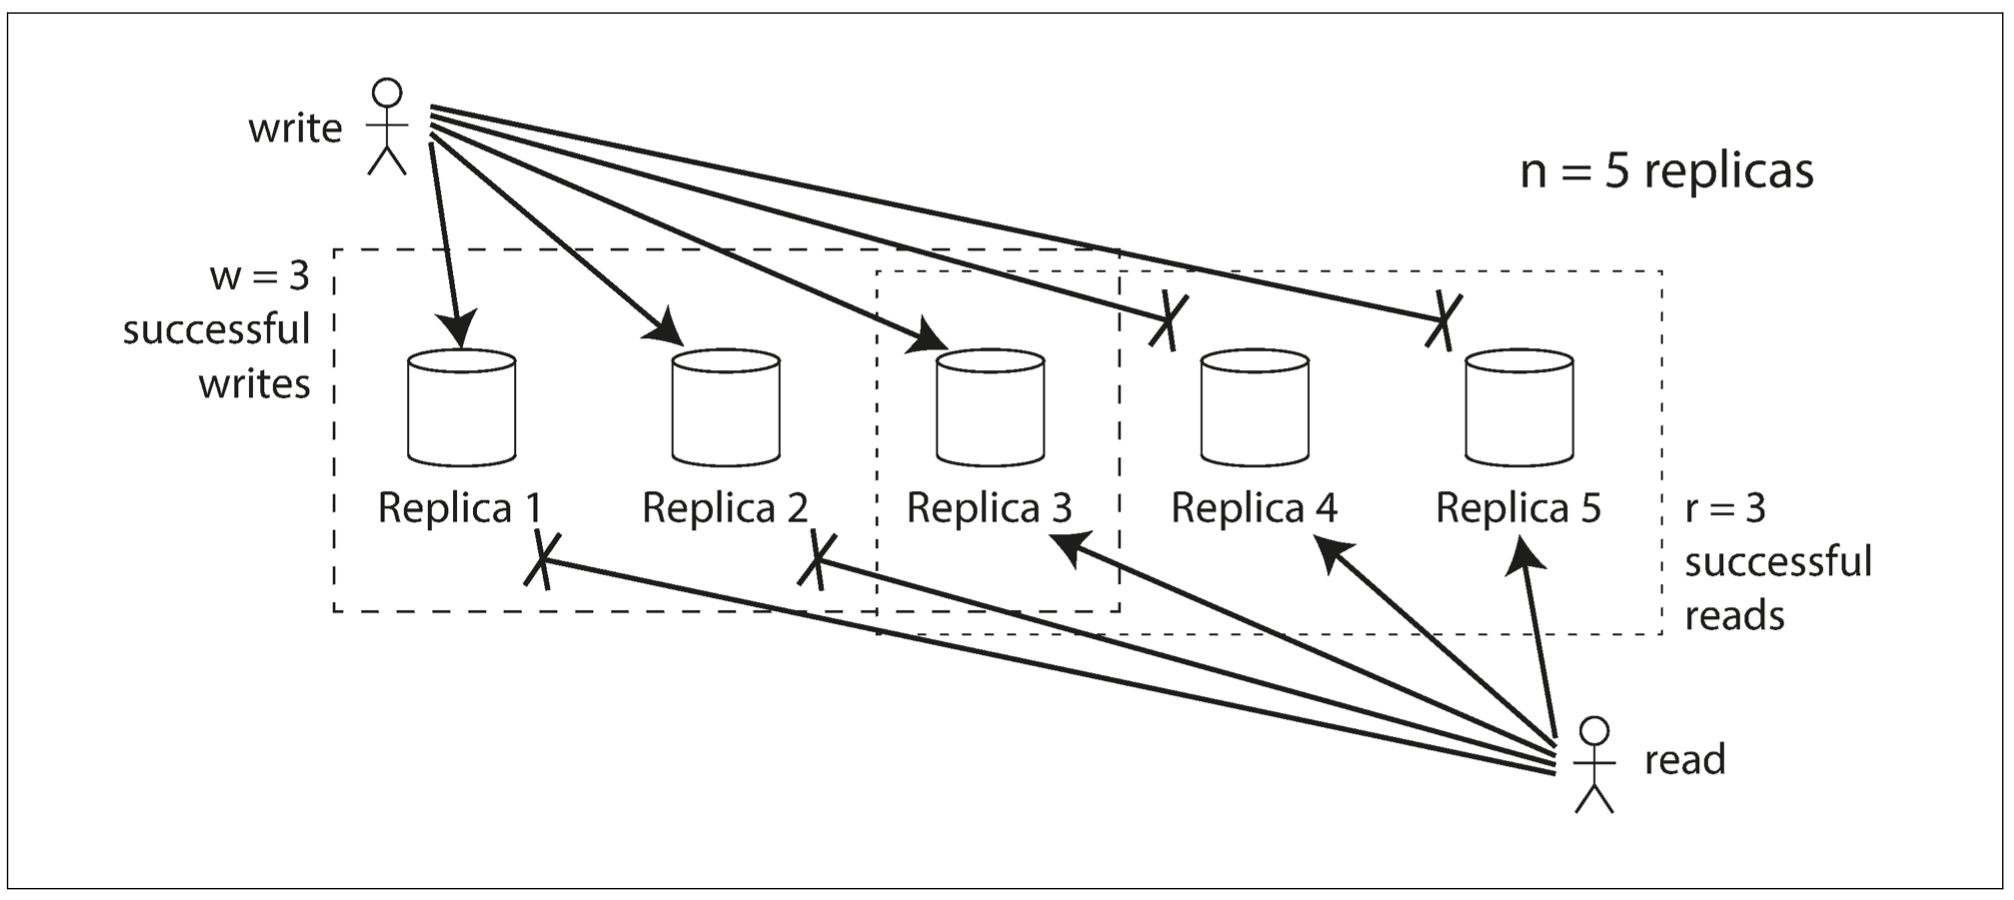 write
n = 5 replicas
w = 3
successful
writes
Replica 1
Replica 2
Replica 3
Replica 4
Replica 5
r = 3
successful
reads
read